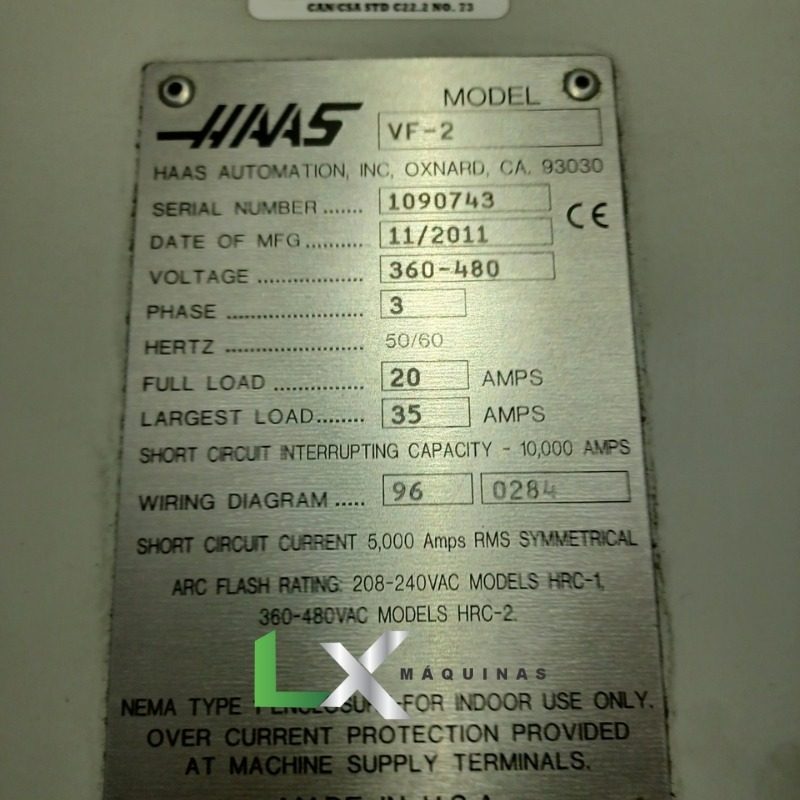 CAN/CSA STD C22.2 NO. 73
HAAS MODEL VF-2
HAAS AUTOMATION, INC, OXNARD, CA. 93030
SERIAL NUMBER ....... 1090743 CE
DATE OF MFG .......... 11/2011
VOLTAGE .................. 360-480
PHASE ....................... 3
HERTZ ....................... 50/60
FULL LOAD ............... 20 AMPS
LARGEST LOAD........ 35 AMPS
SHORT CIRCUIT INTERRUPTING CAPACITY - 10,000 AMPS
WIRING DIAGRAM ..... 96 0284
SHORT CIRCUIT CURRENT 5,000 Amps RMS SYMMETRICAL
ARC FLASH RATING: 208-240VAC MODELS HRC-1,
360-480VAC MODELS HRC-2.
LX MÁQUINAS
NEMA TYPE 1 ENCLOSURE-FOR INDOOR USE ONLY.
OVER CURRENT PROTECTION PROVIDED
AT MACHINE SUPPLY TERMINALS.
MADE IN U.S.A.